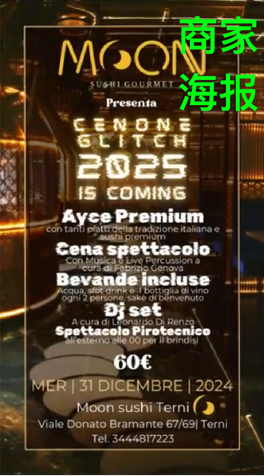 商家
海报
MOON
SUSHI GOURMET
Presenta
CENONE
GLITCH
2025
IS COMING
Ayce Premium
con tanti piatti della tradizione italiana e
sushi premium
Cena spettacolo
Con Musica e Live Percussion a
cura di Fabrizio Genova
Bevande incluse
Acqua, slot drink e 1 bottiglia di vino
ogni 2 persone, sake di benvenuto
Dj set
A cura di Leonardo Di Renzo
Spettacolo Pirotecnico
all'esterno alle 00 per il brindisi
60€
MER | 31 DICEMBRE | 2024
Moon sushi Terni
Viale Donato Bramante 67/69| Terni
Tel. 3444817223